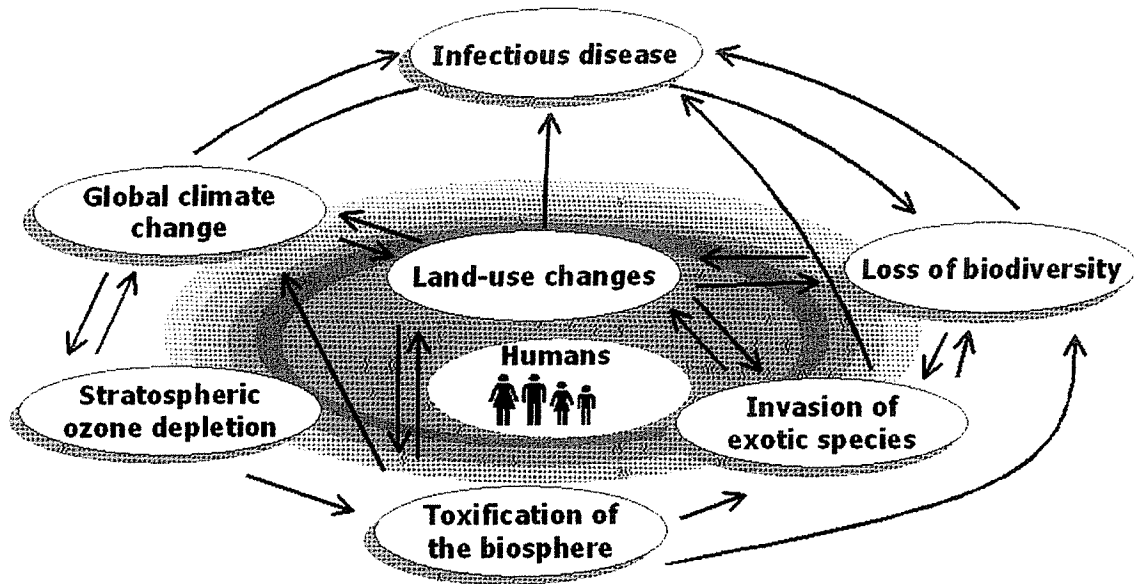 Infectious disease
Global climate
change
Land-use changes
Loss of biodiversity
Humans
Stratospheric
ozone depletion
Invasion of
exotic species
Toxification of
the biosphere